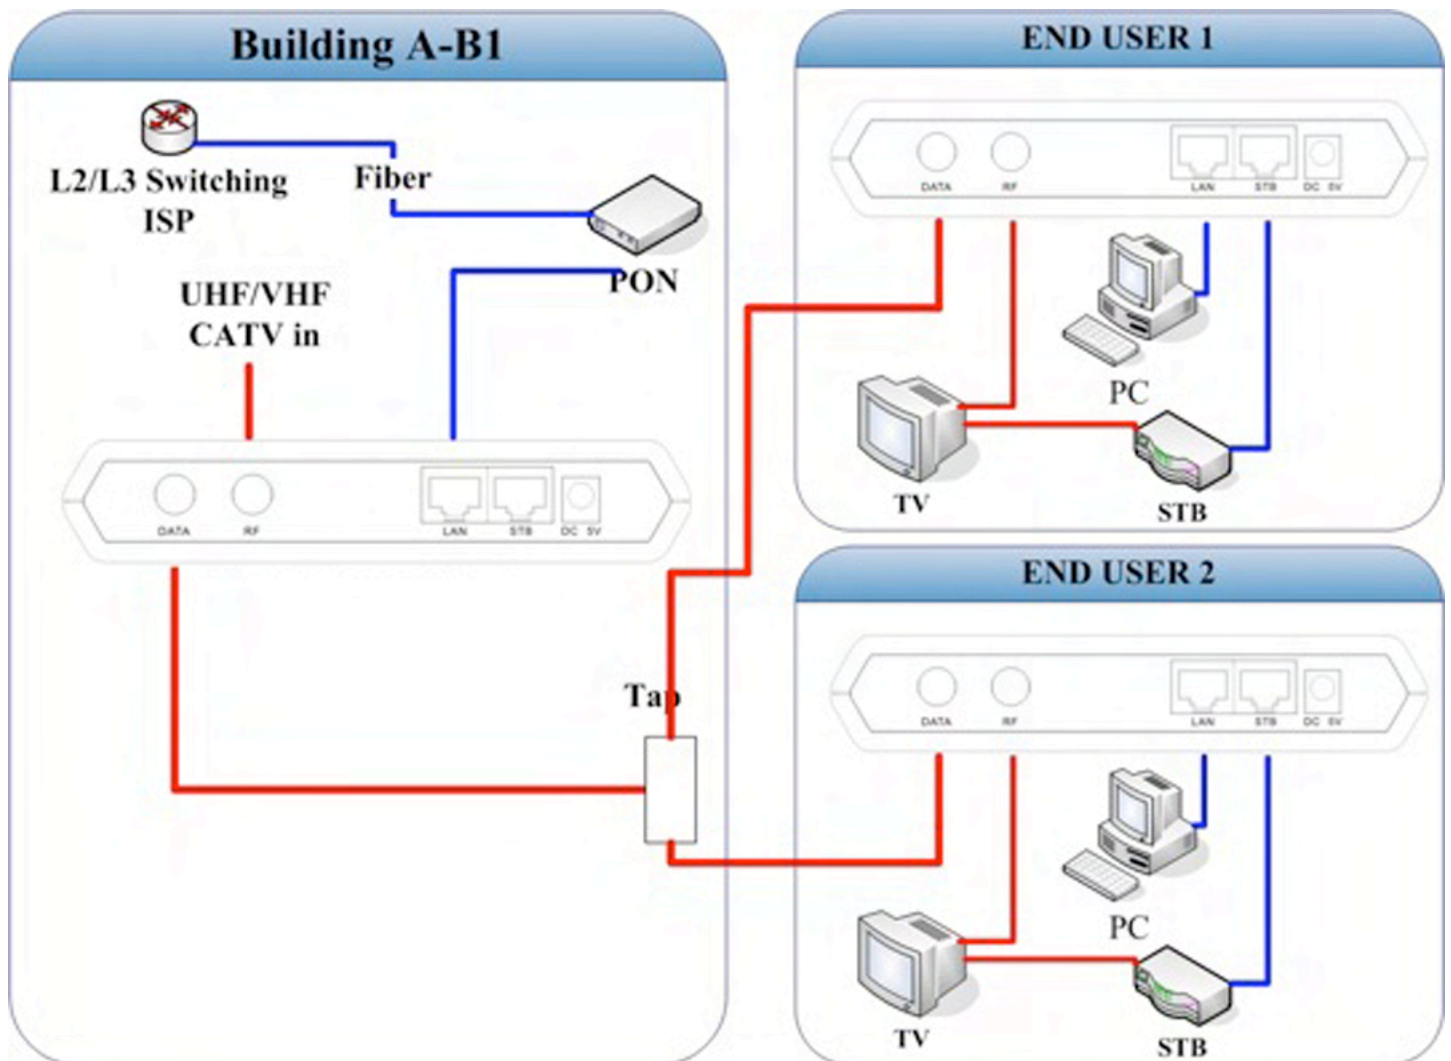 Building A-B1
L2/L3 Switching
ISP
Fiber
PON
UHF/VHF
CATV in
DATA RF LAN STB DC 5V
Tap
END USER 1
DATA RF LAN STB DC 5V
PC
TV
STB
END USER 2
DATA RF LAN STB DC 5V
PC
TV
STB